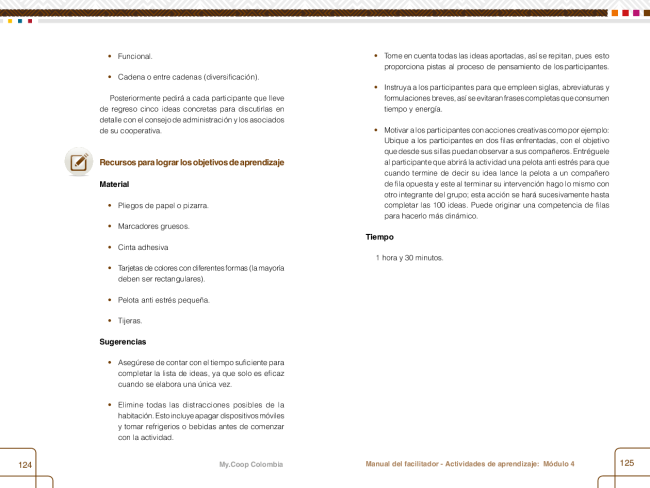 Funcional.
Cadena o entre cadenas (diversificación).
Posteriormente pedirá a cada participante que lleve
de regreso cinco ideas concretas para discutirlas en
detalle con el consejo de administración y los asociados
de su cooperativa.
Recursos para lograr los objetivos de aprendizaje
Material
Pliegos de papel o pizarra.
Marcadores gruesos.
Cinta adhesiva
Tarjetas de colores con diferentes formas (la mayoría
deben ser rectangulares).
Pelota anti estrés pequeña.
Tijeras.
Sugerencias
Asegúrese de contar con el tiempo suficiente para
completar la lista de ideas, ya que solo es eficaz
cuando se elabora una única vez.
Elimine todas las distracciones posibles de la
habitación. Esto incluye apagar dispositivos móviles
y tomar refrigerios o bebidas antes de comenzar
con la actividad.
124
My.Coop Colombia
Tome en cuenta todas las ideas aportadas, así se repitan, pues esto
proporciona pistas al proceso de pensamiento de los participantes.
Instruya a los participantes para que empleen siglas, abreviaturas y
formulaciones breves, así se evitaran frases completas que consumen
tiempo y energía.
Motivar a los participantes con acciones creativas como por ejemplo:
Ubique a los participantes en dos filas enfrentadas, con el objetivo
que desde sus sillas puedan observar a sus compañeros. Entréguele
al participante que abrirá la actividad una pelota anti estrés para que
cuando termine de decir su idea lance la pelota a un compañero
de fila opuesta y este al terminar su intervención hago lo mismo con
otro integrante del grupo; esta acción se hará sucesivamente hasta
completar las 100 ideas. Puede originar una competencia de filas
para hacerlo más dinámico.
Tiempo
1 hora y 30 minutos.
Manual del facilitador - Actividades de aprendizaje: Módulo 4
125